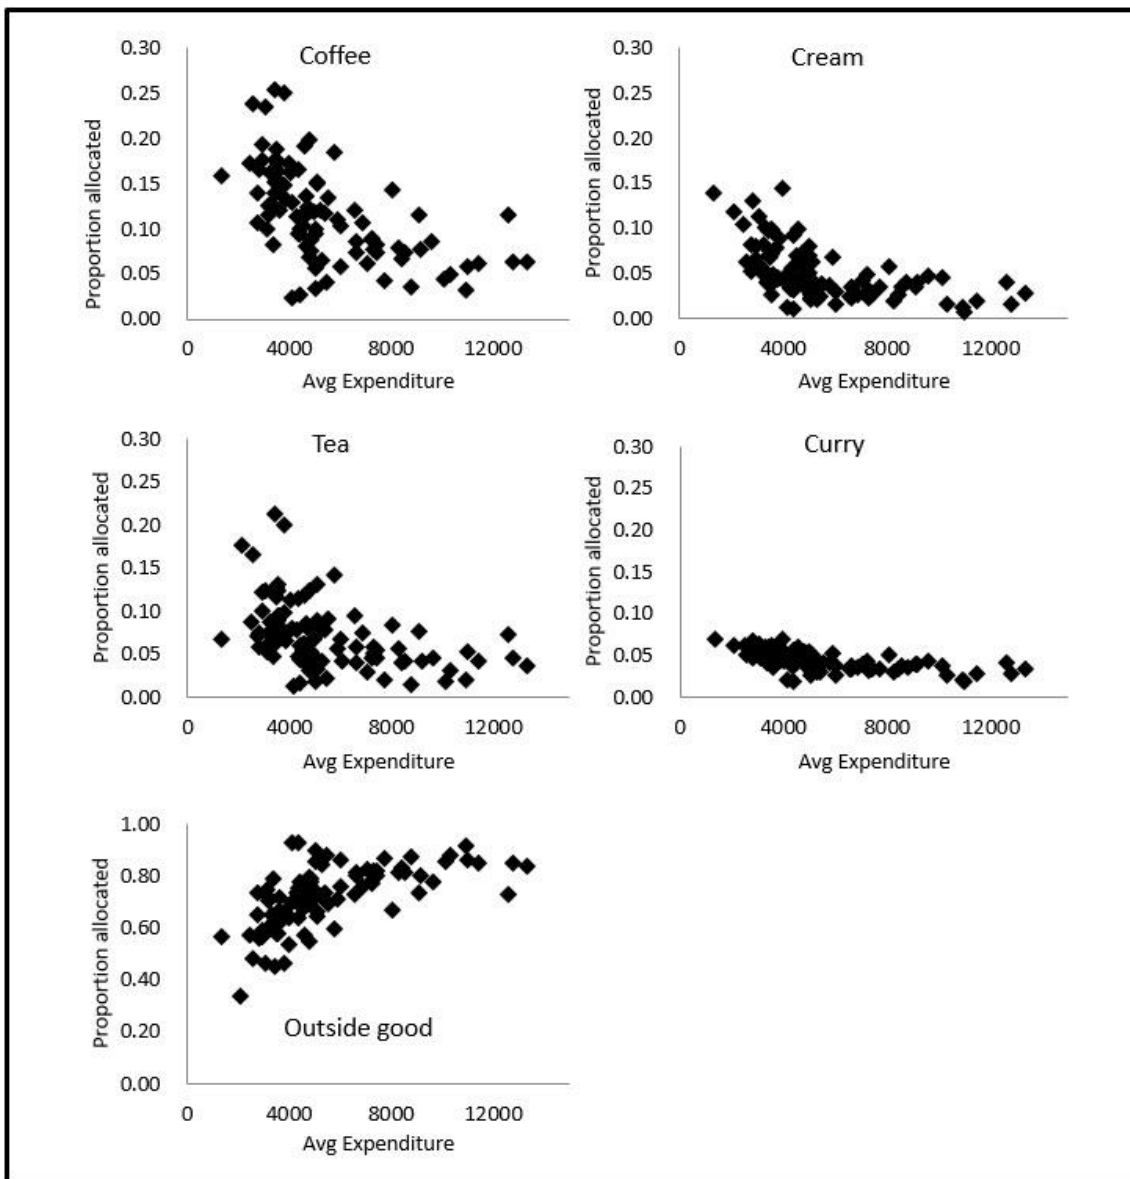 Coffee
Proportion allocated
0.30
0.25
0.20
0.15
0.10
0.05
0.00
0 4000 8000 12000
Avg Expenditure
Cream
Proportion allocated
0.30
0.25
0.20
0.15
0.10
0.05
0.00
0 4000 8000 12000
Avg Expenditure
Tea
Proportion allocated
0.30
0.25
0.20
0.15
0.10
0.05
0.00
0 4000 8000 12000
Avg Expenditure
Curry
Proportion allocated
0.30
0.25
0.20
0.15
0.10
0.05
0.00
0 4000 8000 12000
Avg Expenditure
Proportion allocated
1.00
0.80
0.60
0.40
0.20
0.00
Outside good
0 4000 8000 12000
Avg Expenditure